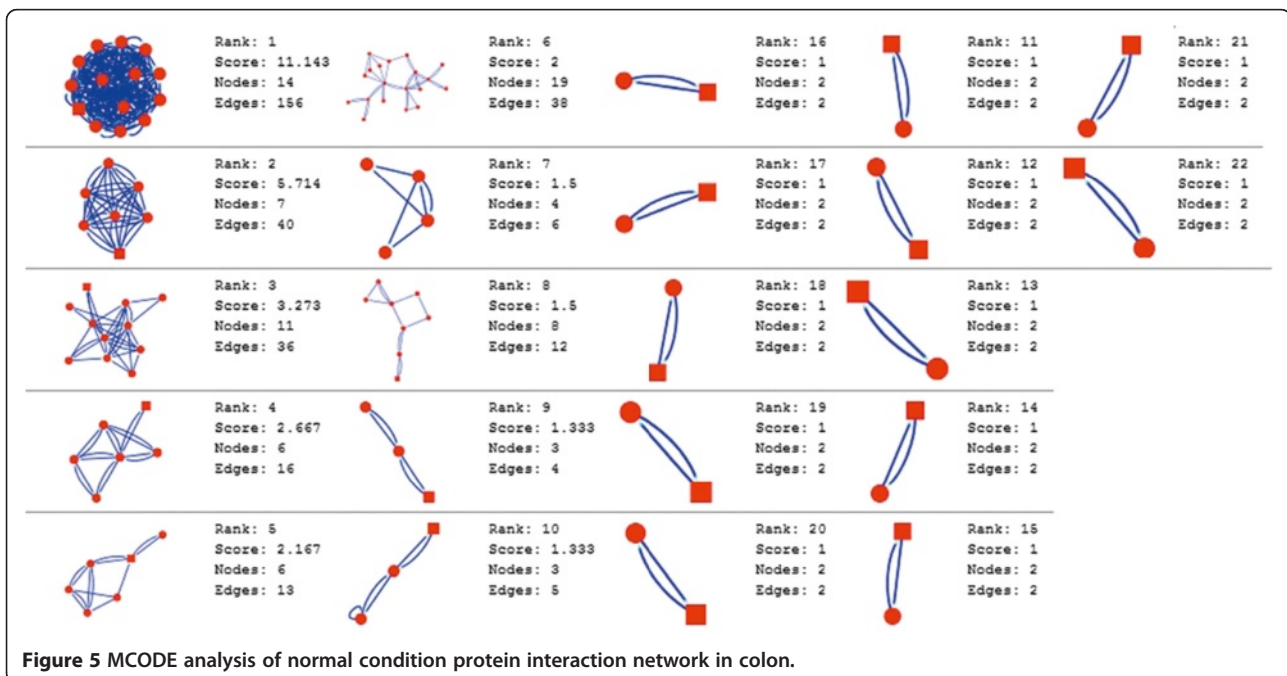 Rank: 1
Score: 11.143
Nodes: 14
Edges: 156
Rank: 6
Score: 2
Nodes: 19
Edges: 38
Rank: 16
Score: 1
Nodes: 2
Edges: 2
Rank: 11
Score: 1
Nodes: 2
Edges: 2
Rank: 21
Score: 1
Nodes: 2
Edges: 2
Rank: 2
Score: 5.714
Nodes: 7
Edges: 40
Rank: 7
Score: 1.5
Nodes: 4
Edges: 6
Rank: 17
Score: 1
Nodes: 2
Edges: 2
Rank: 12
Score: 1
Nodes: 2
Edges: 2
Rank: 22
Score: 1
Nodes: 2
Edges: 2
Rank: 3
Score: 3.273
Nodes: 11
Edges: 36
Rank: 8
Score: 1.5
Nodes: 8
Edges: 12
Rank: 18
Score: 1
Nodes: 2
Edges: 2
Rank: 13
Score: 1
Nodes: 2
Edges: 2
Rank: 4
Score: 2.667
Nodes: 6
Edges: 16
Rank: 9
Score: 1.333
Nodes: 3
Edges: 4
Rank: 19
Score: 1
Nodes: 2
Edges: 2
Rank: 14
Score: 1
Nodes: 2
Edges: 2
Rank: 5
Score: 2.167
Nodes: 6
Edges: 13
Rank: 10
Score: 1.333
Nodes: 3
Edges: 5
Rank: 20
Score: 1
Nodes: 2
Edges: 2
Rank: 15
Score: 1
Nodes: 2
Edges: 2
Figure 5 MCODE analysis of normal condition protein interaction network in colon.